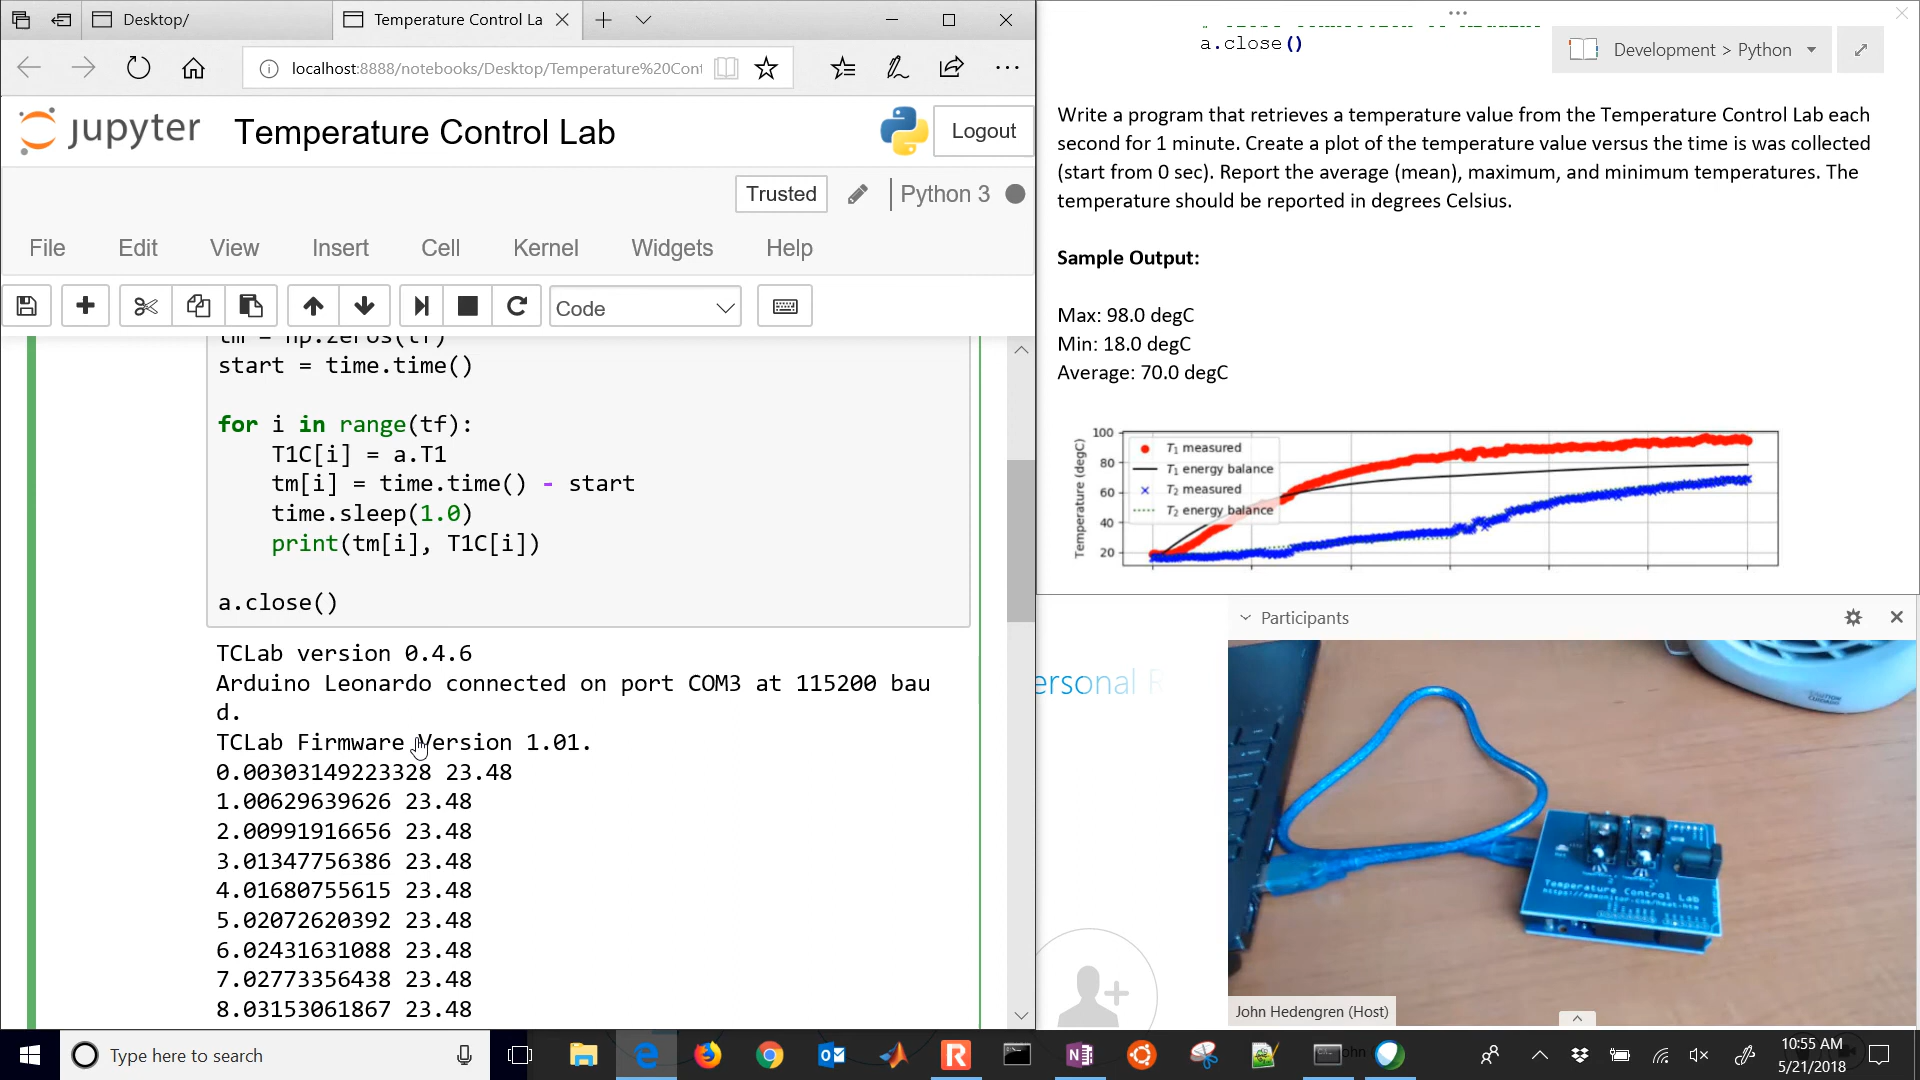 Desktop/
Temperature Control La
localhost:8888/notebooks/Desktop/Temperature%20Cont
jupyter Temperature Control Lab
Logout
Trusted
Python 3
File Edit View Insert Cell Kernel Widgets Help
Code
tm = np.zeros(tf)
start = time.time()
for i in range(tf):
T1C[i] = a.T1
tm[i] = time.time() - start
time.sleep(1.0)
print(tm[i], T1C[i])
a.close()
TCLab version 0.4.6
Arduino Leonardo connected on port COM3 at 115200 bau
d.
TCLab Firmware Version 1.01.
0.00303149223328 23.48
1.00629639626 23.48
2.00991916656 23.48
3.01347756386 23.48
4.01680755615 23.48
5.02072620392 23.48
6.02431631088 23.48
7.02773356438 23.48
8.03153061867 23.48
a.close()
Development > Python
Write a program that retrieves a temperature value from the Temperature Control Lab each
second for 1 minute. Create a plot of the temperature value versus the time is was collected
(start from 0 sec). Report the average (mean), maximum, and minimum temperatures. The
temperature should be reported in degrees Celsius.
Sample Output:
Max: 98.0 degC
Min: 18.0 degC
Average: 70.0 degC
Temperature (degC)
100
80
60
40
20
T1 measured
T1 energy balance
T2 measured
T2 energy balance
Participants
ersonal
Temperature Control Lab
John Hedengren (Host)
Type here to search
10:55 AM
5/21/2018